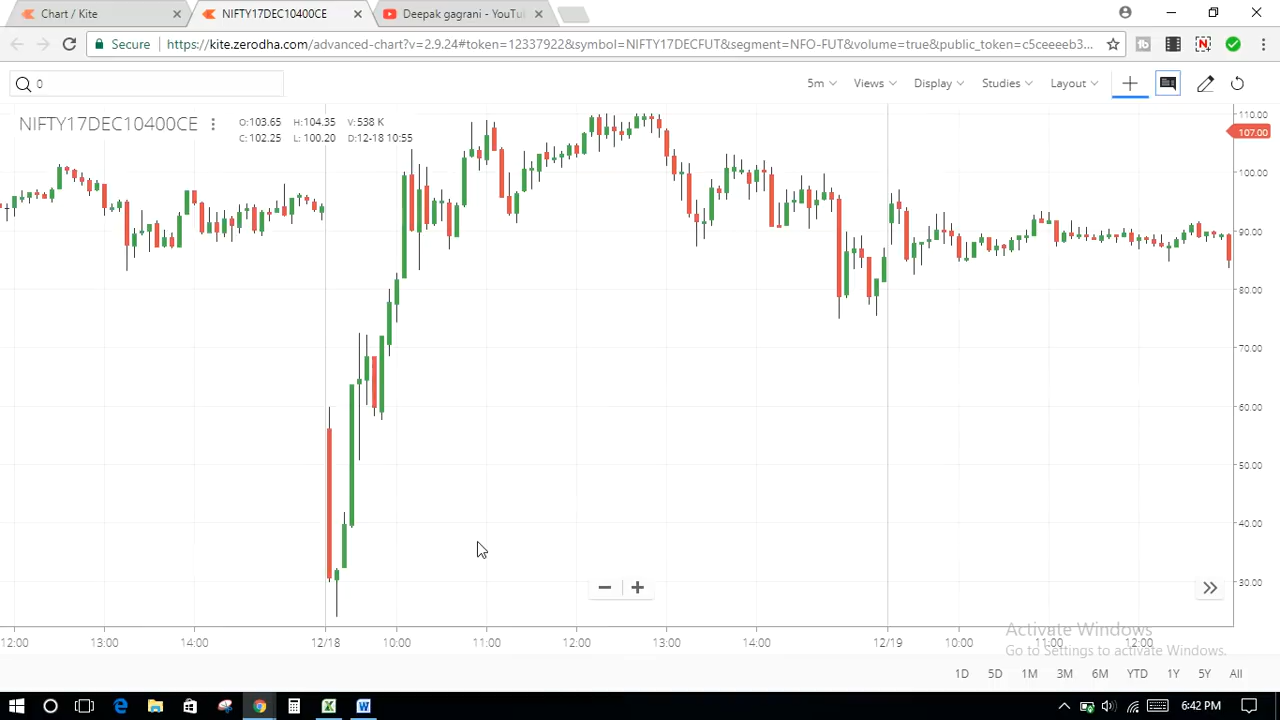 Chart / Kite
NIFTY17DEC10400CE
Deepak gagrani - YouTu
Secure
https://kite.zerodha.com/advanced-chart?v=2.9.24#token=12337922&symbol=NIFTY17DECFUT&segment=NFO-FUT&volume=true&public_token=c5ceeeeb3...
0
5m
Views
Display
Studies
Layout
NIFTY17DEC10400CE
O:103.65 H:104.35 V:538 K
C:102.25 L:100.20 D:12-18 10:55
110.00
107.00
100.00
90.00
80.00
70.00
60.00
50.00
40.00
30.00
12:00 13:00 14:00 12/18 10:00 11:00 12:00 13:00 14:00 12/19 10:00 11:00 12:00
Activate Windows
Go to Settings to activate Windows.
1D 5D 1M 3M 6M YTD 1Y 5Y All
6:42 PM